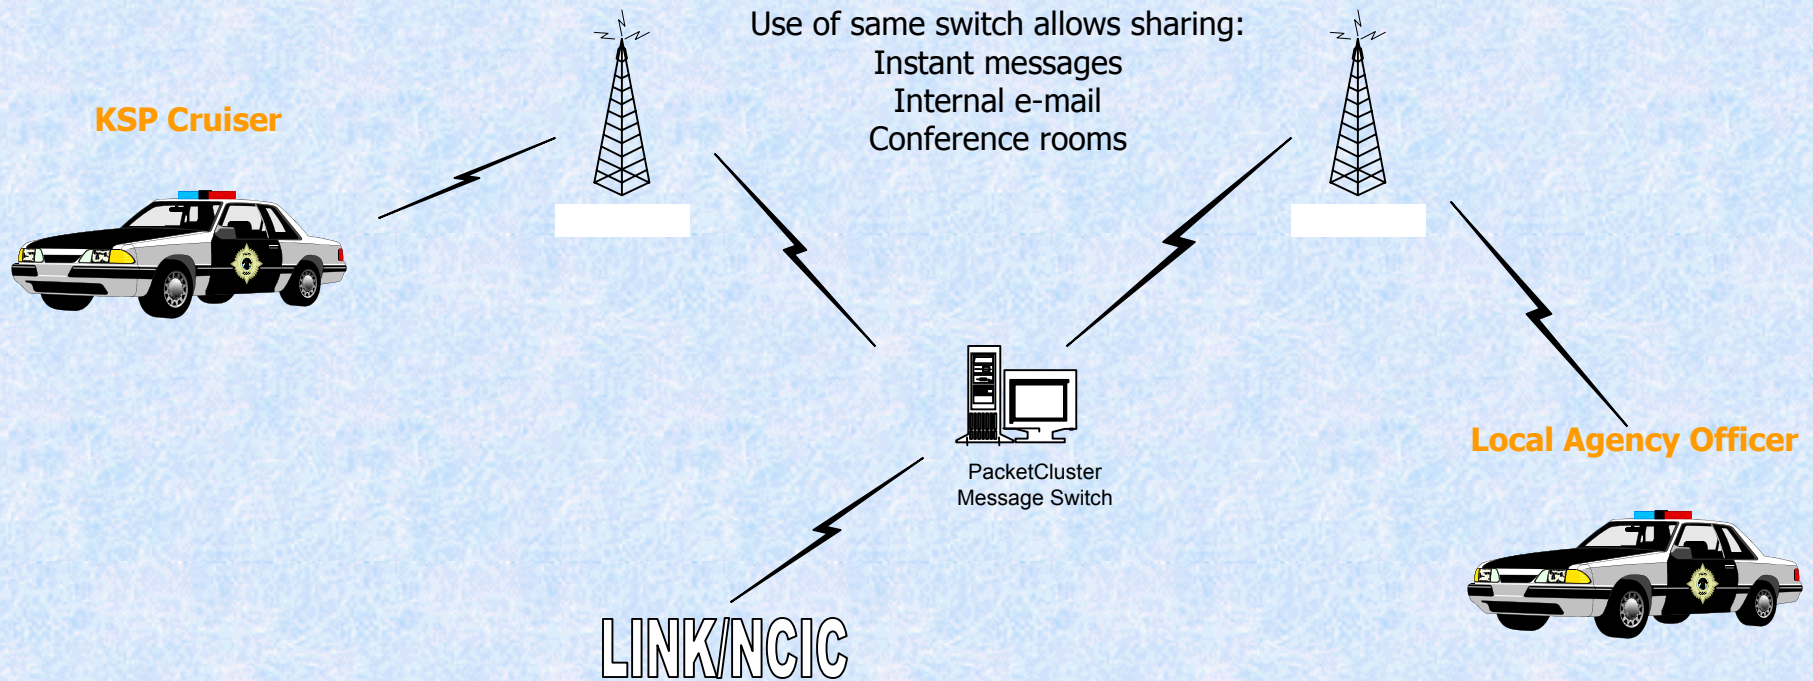 Use of same switch allows sharing:
Instant messages
Internal e-mail
Conference rooms
KSP Cruiser
PacketCluster
Message Switch
Local Agency Officer
LINK/NCIC